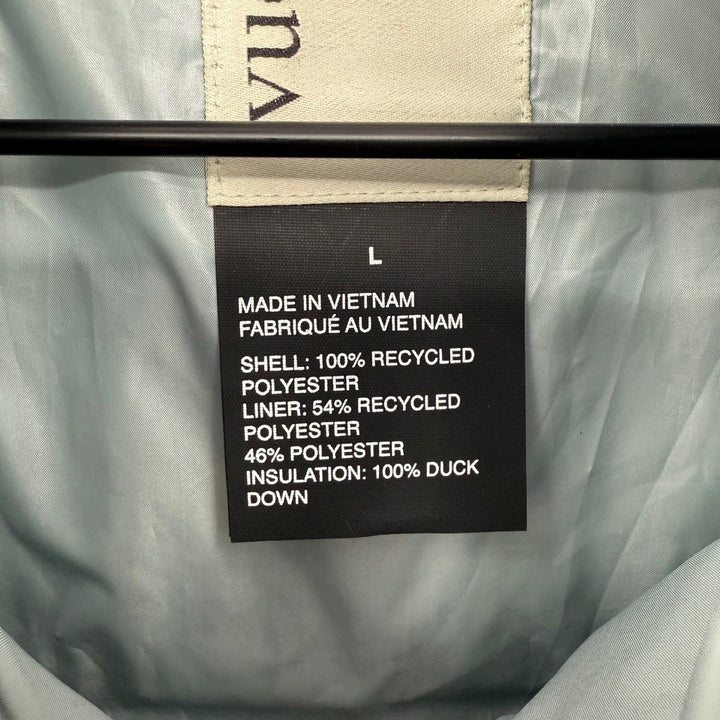 L
MADE IN VIETNAM
FABRIQUÉ AU VIETNAM
SHELL: 100% RECYCLED
POLYESTER
LINER: 54% RECYCLED
POLYESTER
46% POLYESTER
INSULATION: 100% DUCK
DOWN